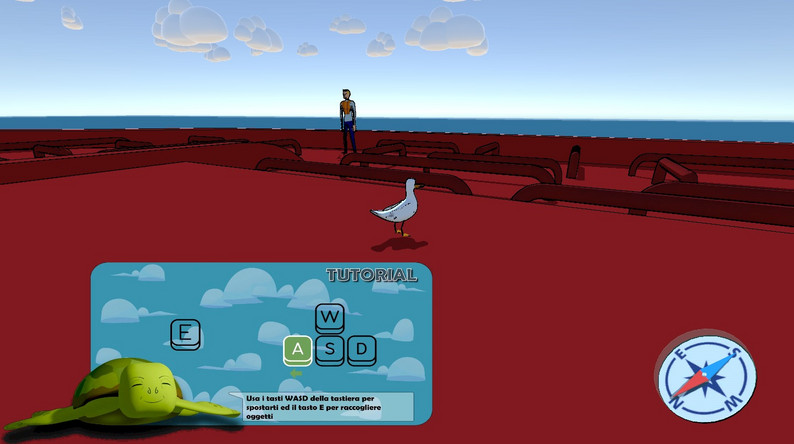 TUTORIAL
W
E
A S D
Usa i tasti WASD della tastiera per
spostarti ed il tasto E per raccogliere
oggetti
E S
N W